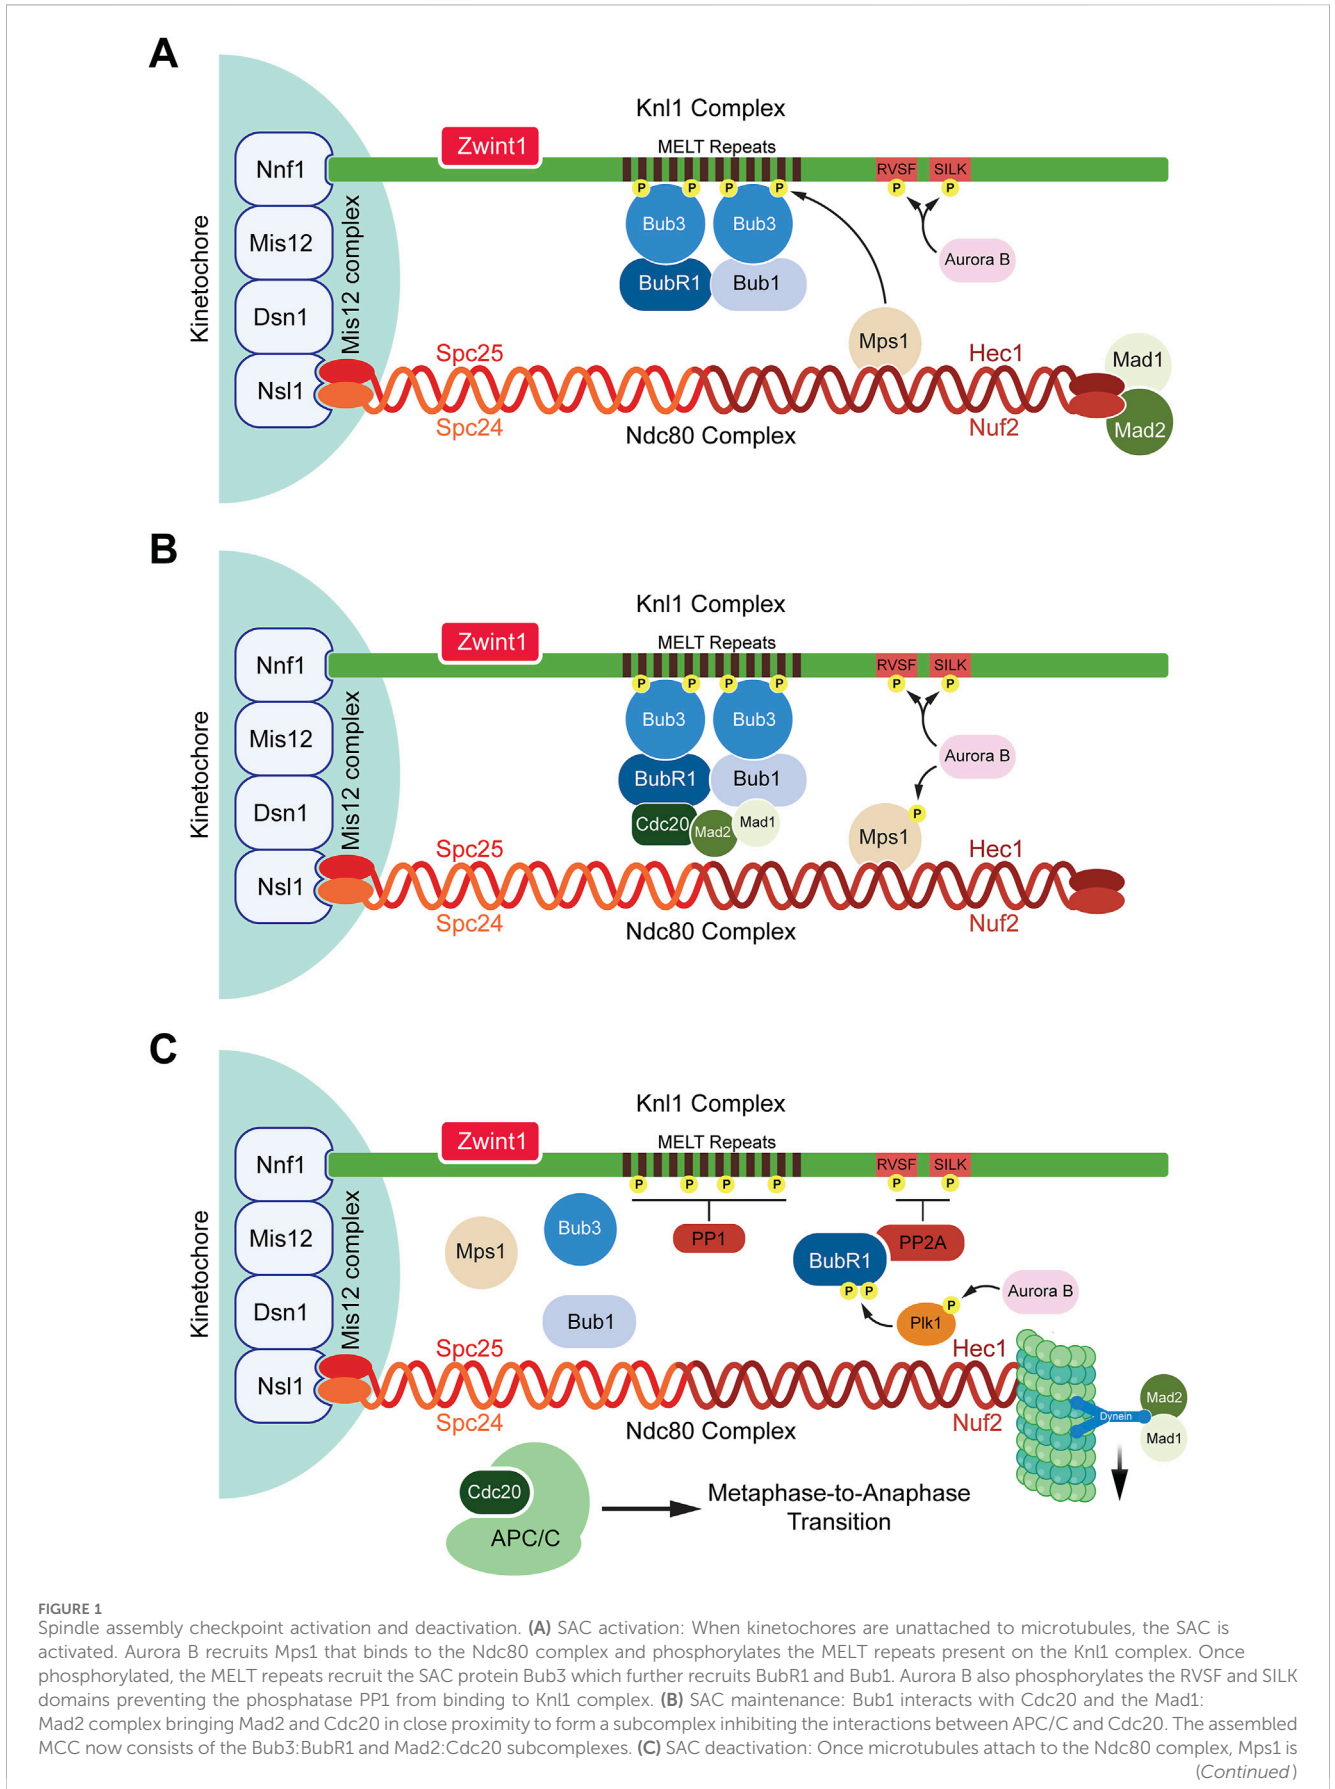 A
Knl1 Complex
Zwint1
MELT Repeats
RVSF
SILK
Nnf1
P
P
P
P
P
P
Bub3
Bub3
Mis12
Aurora B
BubR1
Bub1
Kinetochore
Mis12 complex
Dsn1
Mps1
Spc25
Hec1
Mad1
Nsl1
Spc24
Ndc80 Complex
Nuf2
Mad2
B
Knl1 Complex
Zwint1
MELT Repeats
RVSF
SILK
Nnf1
P
P
P
P
P
P
Bub3
Bub3
Mis12
Aurora B
BubR1
Bub1
Kinetochore
Mis12 complex
Dsn1
P
Cdc20
Mad2
Mad1
Mps1
Spc25
Hec1
Nsl1
Spc24
Ndc80 Complex
Nuf2
C
Knl1 Complex
Zwint1
MELT Repeats
RVSF
SILK
Nnf1
P
P
P
P
P
P
Bub3
Mps1
PP1
PP2A
Mis12
BubR1
P
P
Aurora B
P
Plk1
Kinetochore
Mis12 complex
Dsn1
Bub1
Spc25
Hec1
Nsl1
Mad2
Dynein
Mad1
Spc24
Ndc80 Complex
Nuf2
Cdc20
APC/C
Metaphase-to-Anaphase
Transition
FIGURE 1
Spindle assembly checkpoint activation and deactivation. (A) SAC activation: When kinetochores are unattached to microtubules, the SAC is
activated. Aurora B recruits Mps1 that binds to the Ndc80 complex and phosphorylates the MELT repeats present on the Knl1 complex. Once
phosphorylated, the MELT repeats recruit the SAC protein Bub3 which further recruits BubR1 and Bub1. Aurora B also phosphorylates the RVSF and SILK
domains preventing the phosphatase PP1 from binding to Knl1 complex. (B) SAC maintenance: Bub1 interacts with Cdc20 and the Mad1:
Mad2 complex bringing Mad2 and Cdc20 in close proximity to form a subcomplex inhibiting the interactions between APC/C and Cdc20. The assembled
MCC now consists of the Bub3:BubR1 and Mad2:Cdc20 subcomplexes. (C) SAC deactivation: Once microtubules attach to the Ndc80 complex, Mps1 is
(Continued)